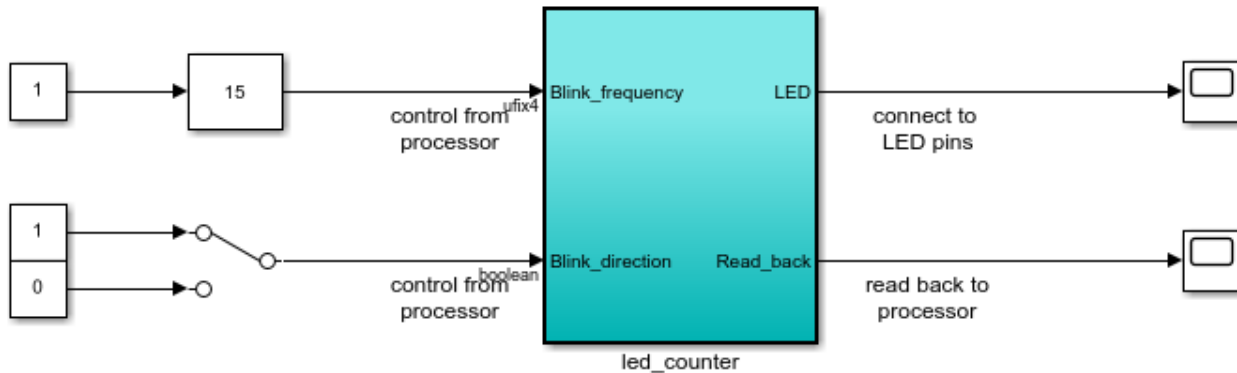 1
15
control from
processor
ufix4
Blink_frequency
LED
connect to
LED pins
1
0
control from
processor
boolean
Blink_direction
Read_back
read back to
processor
led_counter